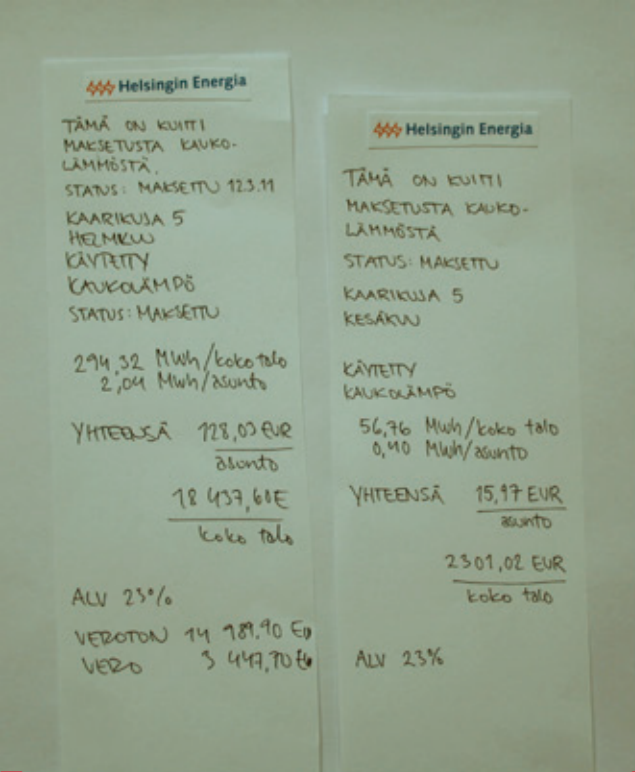 Helsingin Energia
TÄMÄ ON KUITTI
MAKSETUSTA KAUKO-
LÄMMÖSTÄ.
STATUS: MAKSETTU 12.3.11
KAARIKUJA 5
HELMIKUU
KÄYTETTY
KAUKOLÄMPÖ
STATUS: MAKSETTU
294,32 MWh/koko talo
2,04 MWh/asunto
YHTEENSÄ 128,03 EUR
asunto
18 437,60 E
koko talo
ALV 23%
VEROTON 14 989.90 EU
VERO 3 447,70 EU
Helsingin Energia
TÄMÄ ON KUITTI
MAKSETUSTA KAUKO-
LÄMMÖSTÄ
STATUS: MAKSETTU
KAARIKUJA 5
KESÄKUU
KÄYTETTY
KAUKOLÄMPÖ
56,76 MWh/koko talo
0,40 MWh/asunto
YHTEENSÄ 15,97 EUR
asunto
2301,02 EUR
koko talo
ALV 23%